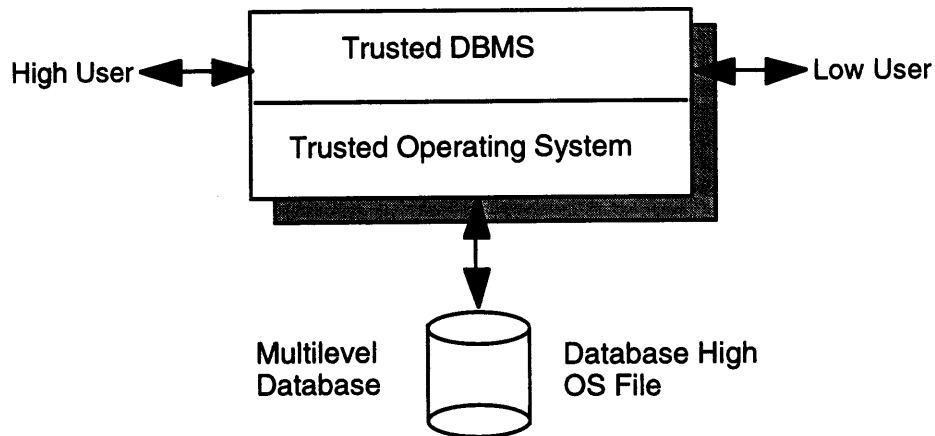 Trusted DBMS
High User
Low User
Trusted Operating System
Multilevel
Database
Database High
OS File